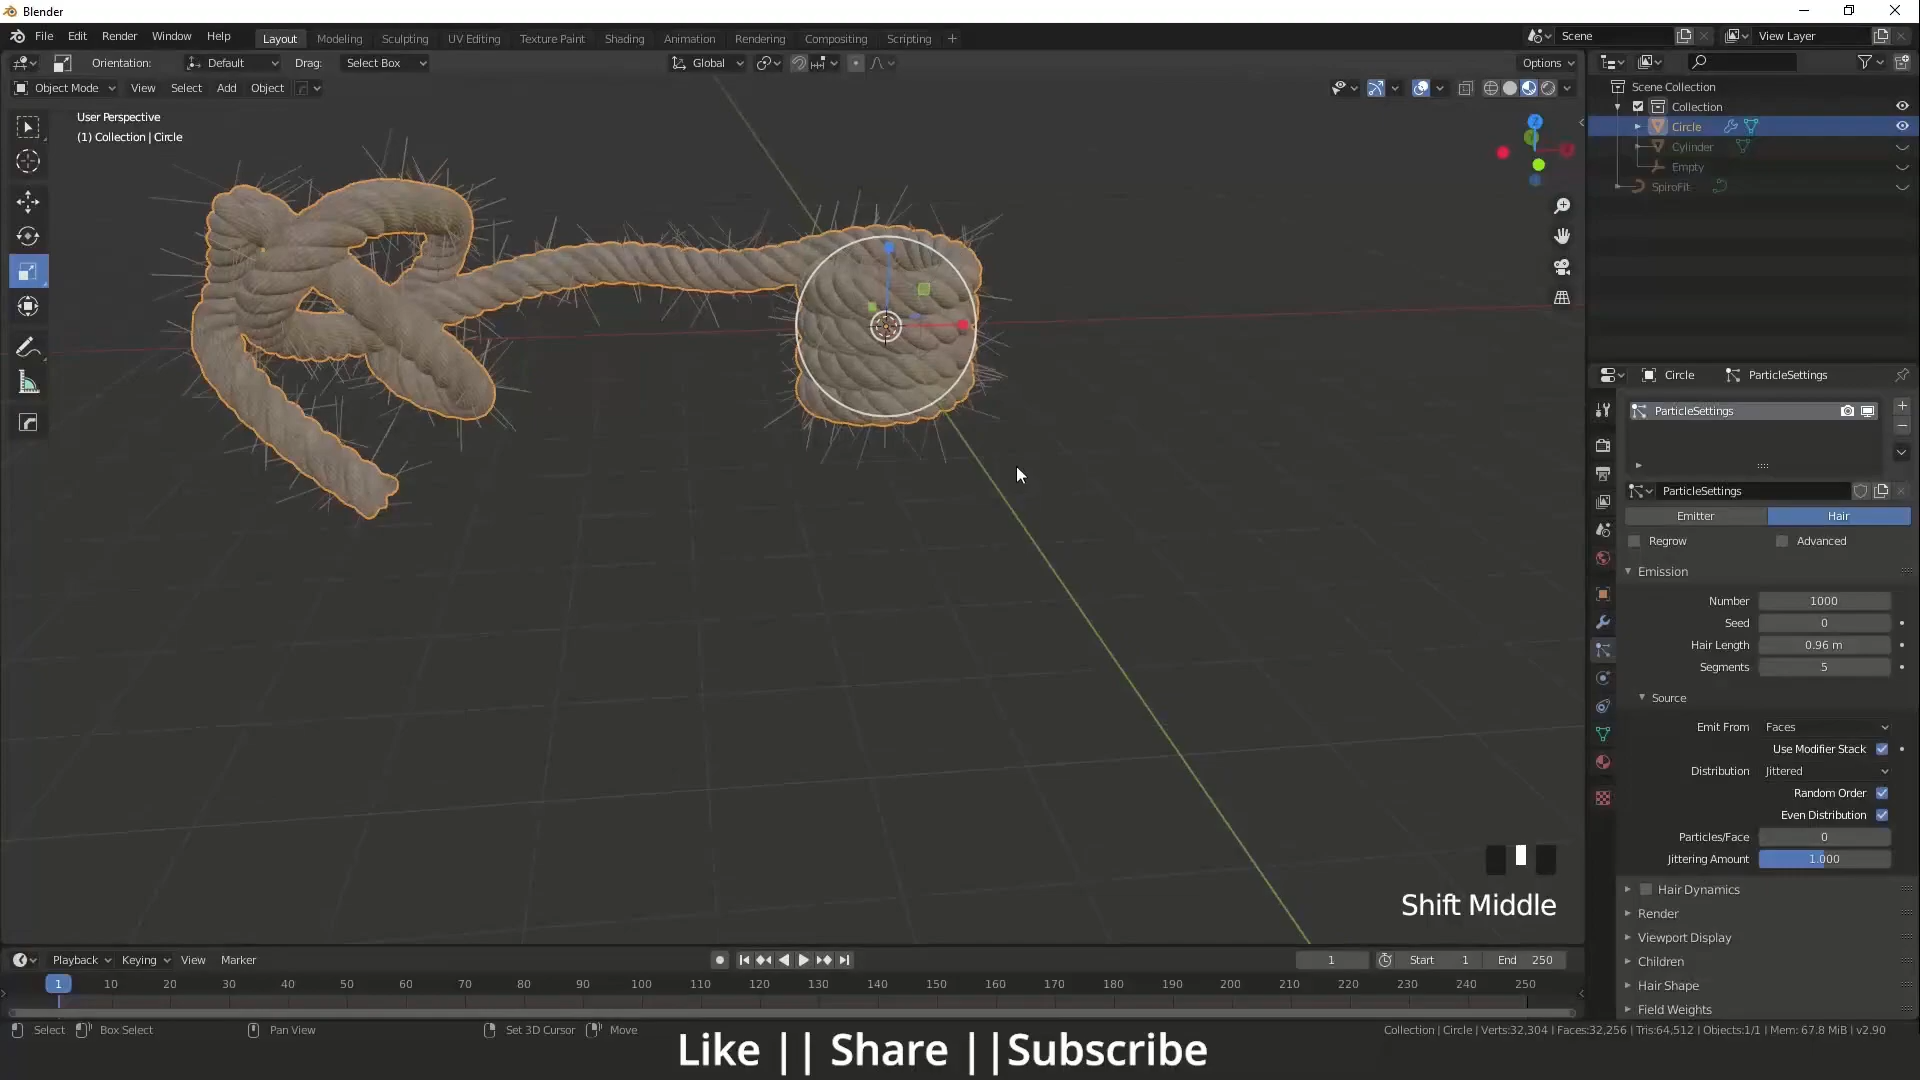 Blender
File Edit Render Window Help
Layout Modeling Sculpting UV Editing Texture Paint Shading Animation Rendering Compositing Scripting
Scene View Layer
Orientation: Default Drag: Select Box Global Options
Object Mode View Select Add Object
User Perspective
(1) Collection | Circle
Scene Collection
Collection
Circle
Cylinder
Empty
SpiroFit
Circle ParticleSettings
ParticleSettings
ParticleSettings
Emitter Hair
Regrow Advanced
Emission
Number 1000
Seed 0
Hair Length 0.96 m
Segments 5
Source
Emit From Faces
Use Modifier Stack
Distribution Jittered
Random Order
Even Distribution
Particles/Face 0
Jittering Amount 1.000
Hair Dynamics
Render
Viewport Display
Children
Hair Shape
Field Weights
Shift Middle
Playback Keying View Marker 1 Start 1 End 250
1 10 20 30 40 50 60 70 80 90 100 110 120 130 140 150 160 170 180 190 200 210 220 230 240 250
Select Box Select Pan View Set 3D Cursor Move
Collection | Circle | Verts:32,304 | Faces:32,256 | Tris:64,512 | Objects:1/1 | Mem: 67.8 MiB | v2.90
Like || Share ||Subscribe